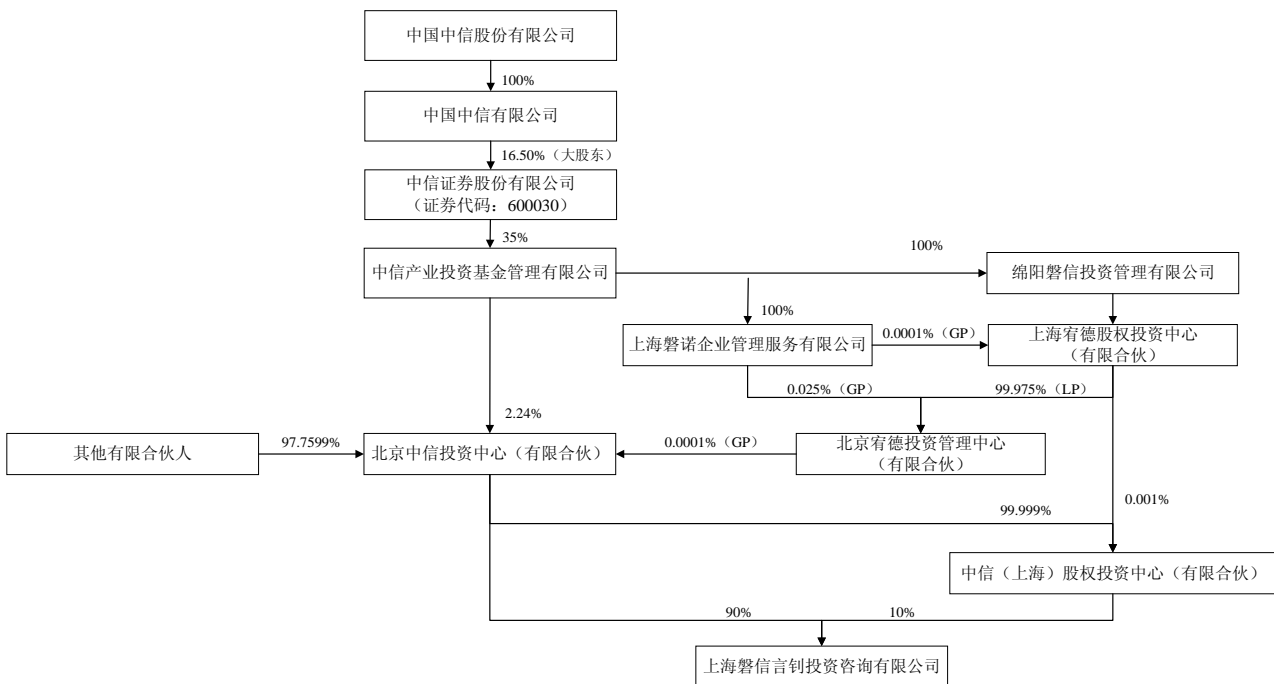 中国中信股份有限公司
100%
中国中信有限公司
16.50%（大股东）
中信证券股份有限公司
（证券代码：600030）
35%
100%
中信产业投资基金管理有限公司
绵阳磐信投资管理有限公司
100%
上海磐诺企业管理服务有限公司
0.0001%（GP）
上海宥德股权投资中心
（有限合伙）
0.025%（GP）
99.975%（LP）
2.24%
其他有限合伙人
97.7599%
北京中信投资中心（有限合伙）
0.0001%（GP）
北京宥德投资管理中心
（有限合伙）
0.001%
99.999%
中信（上海）股权投资中心（有限合伙）
90%
10%
上海磐信言钊投资咨询有限公司